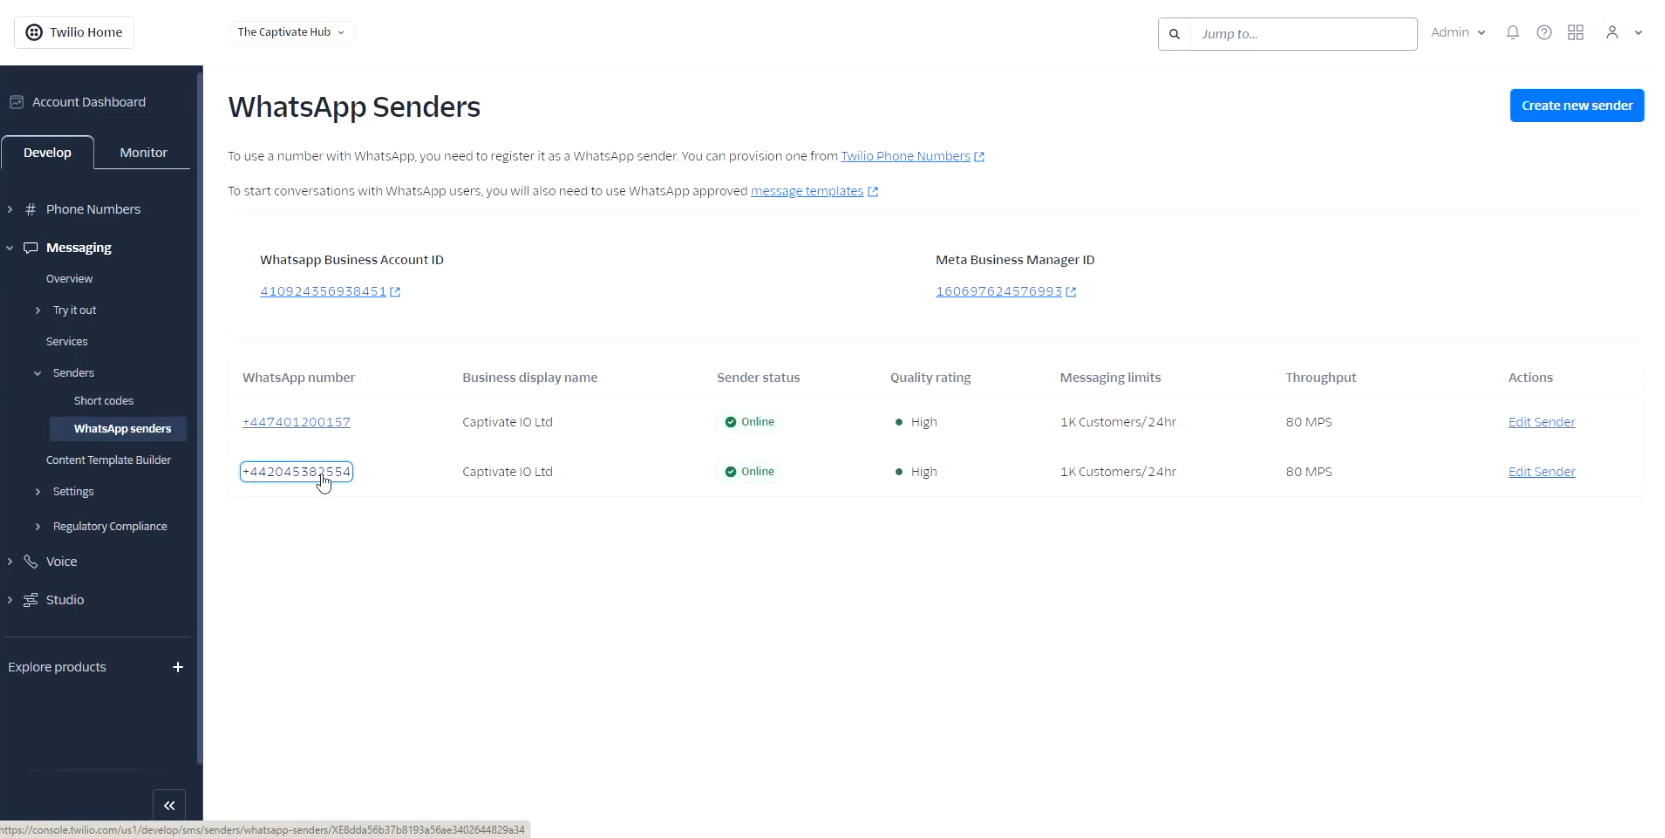 Twilio Home
The Captivate Hub
Jump to...
Admin
Account Dashboard
Develop
Monitor
Phone Numbers
Messaging
Overview
Try it out
Services
Senders
Short codes
WhatsApp senders
Content Template Builder
Settings
Regulatory Compliance
Voice
Studio
Explore products
WhatsApp Senders
Create new sender
To use a number with WhatsApp, you need to register it as a WhatsApp sender. You can provision one from Twilio Phone Numbers
To start conversations with WhatsApp users, you will also need to use WhatsApp approved message templates
Whatsapp Business Account ID
410924356938451
Meta Business Manager ID
160697624576993
WhatsApp number Business display name Sender status Quality rating Messaging limits Throughput Actions
+447401200157 Captivate IO Ltd Online High 1K Customers/24hr 80 MPS Edit Sender
+442045382554 Captivate IO Ltd Online High 1K Customers/24hr 80 MPS Edit Sender
https://console.twilio.com/us1/develop/sms/senders/whatsapp-senders/XE8dda56b37b8193a56ae3402644829a34